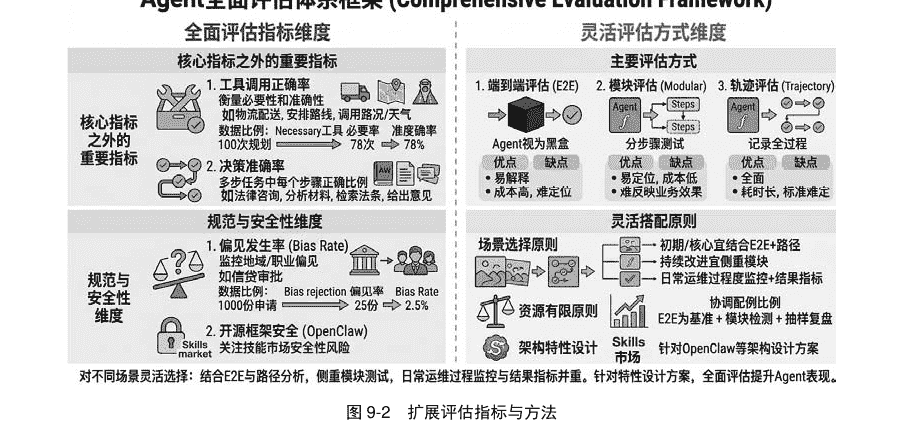 Agent全面评估体系框架 (Comprehensive Evaluation Framework)
全面评估指标维度
核心指标之外的重要指标
核心指标
之外的
重要指标
1. 工具调用正确率
衡量必要性和准确性
如物流配送, 安排路线, 调用路况/天气
数据比例: Necessary工具 必要率 准度确率
100次规划 78次 78%
2. 决策准确率
多步任务中每个步骤正确比例
如法律咨询, 分析材料, 检索法条, 给出意见
规范与安全性维度
规范与
安全性
维度
1. 偏见发生率 (Bias Rate)
监控地域/职业偏见
如信贷审批
数据比例: Bias rejection 偏见率 Bias Rate
1000份申请 25份 2.5%
Skills
market
2. 开源框架安全 (OpenClaw)
关注技能市场安全性风险
灵活评估方式维度
主要评估方式
1. 端到端评估 (E2E)
Agent视为黑盒
优点 缺点
• 易解释
• 成本高, 难定位
2. 模块评估 (Modular)
Agent
f
Steps
Steps
分步骤测试
优点 缺点
• 易定位, 成本低
• 难反映业务效果
3. 轨迹评估 (Trajectory)
Agent
f
记录全过程
优点 缺点
• 全面
• 耗时长, 标准难定
灵活搭配原则
场景选择原则
初期/核心宜结合E2E+路径
持续改进宜侧重模块
日常运维过程度监控+结果指标
资源有限原则
协调配例比例
E2E为基准 + 模块检测 + 抽样复盘
架构特性设计
Skills
市场
针对OpenClaw等架构设计方案
对不同场景灵活选择: 结合E2E与路径分析, 侧重模块测试, 日常运维过程监控与结果指标并重。针对特性设计方案, 全面评估提升Agent表现。
图 9-2 扩展评估指标与方法